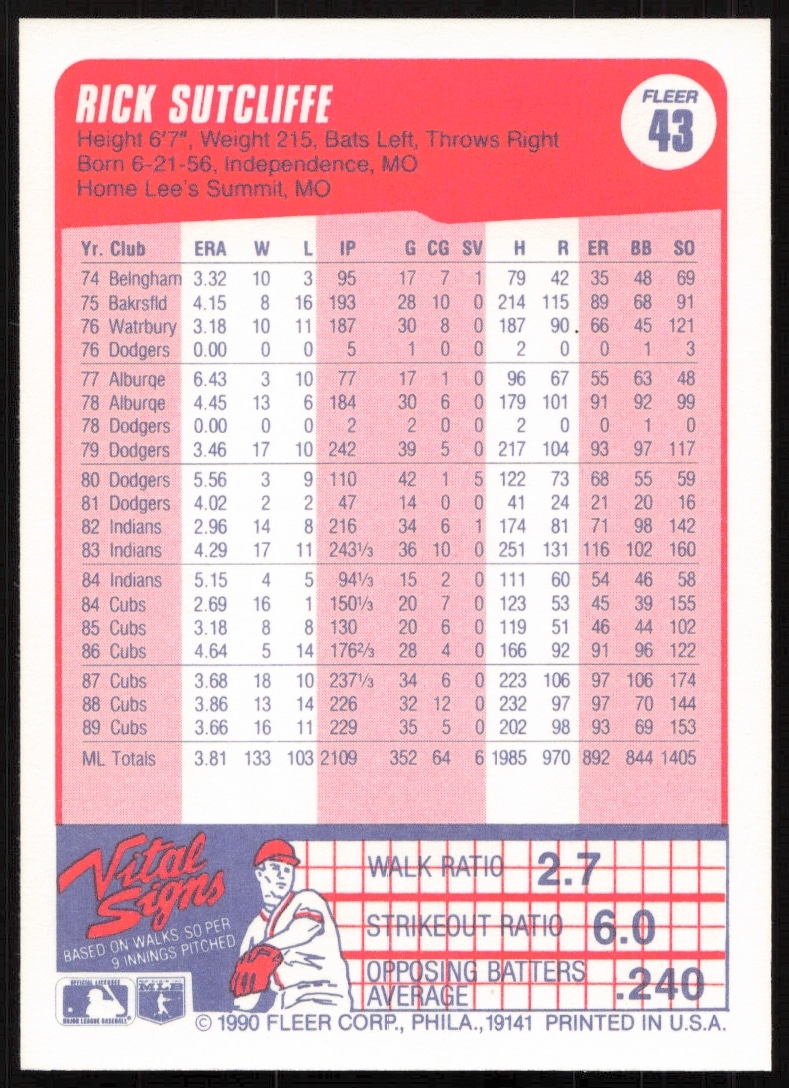 RICK SUTCLIFFE
FLEER
43
Height 6'7", Weight 215, Bats Left, Throws Right
Born 6-21-56, Independence, MO
Home Lee's Summit, MO
Yr. Club ERA W L IP G CG SV H R ER BB SO
74 Belngham 3.32 10 3 95 17 7 1 79 42 35 48 69
75 Bakrsfld 4.15 8 16 193 28 10 0 214 115 89 68 91
76 Watrbury 3.18 10 11 187 30 8 0 187 90 66 45 121
76 Dodgers 0.00 0 0 5 1 0 0 2 0 0 1 3
77 Alburqe 6.43 3 10 77 17 1 0 96 67 55 63 48
78 Alburqe 4.45 13 6 184 30 6 0 179 101 91 92 99
78 Dodgers 0.00 0 0 2 2 0 0 2 0 0 1 0
79 Dodgers 3.46 17 10 242 39 5 0 217 104 93 97 117
80 Dodgers 5.56 3 9 110 42 1 5 122 73 68 55 59
81 Dodgers 4.02 2 2 47 14 0 0 41 24 21 20 16
82 Indians 2.96 14 8 216 34 6 1 174 81 71 98 142
83 Indians 4.29 17 11 243⅓ 36 10 0 251 131 116 102 160
84 Indians 5.15 4 5 94⅓ 15 2 0 111 60 54 46 58
84 Cubs 2.69 16 1 150⅓ 20 7 0 123 53 45 39 155
85 Cubs 3.18 8 8 130 20 6 0 119 51 46 44 102
86 Cubs 4.64 5 14 176⅔ 28 4 0 166 92 91 96 122
87 Cubs 3.68 18 10 237⅓ 34 6 0 223 106 97 106 174
88 Cubs 3.86 13 14 226 32 12 0 232 97 97 70 144
89 Cubs 3.66 16 11 229 35 5 0 202 98 93 69 153
ML Totals 3.81 133 103 2109 352 64 6 1985 970 892 844 1405
Vital
Signs
BASED ON WALKS, SO PER
9 INNINGS PITCHED
WALK RATIO 2.7
STRIKEOUT RATIO 6.0
OPPOSING BATTERS
AVERAGE .240
OFFICIAL LICENSEE
MAJOR LEAGUE BASEBALL
MLB
© 1990 FLEER CORP., PHILA., 19141 PRINTED IN U.S.A.